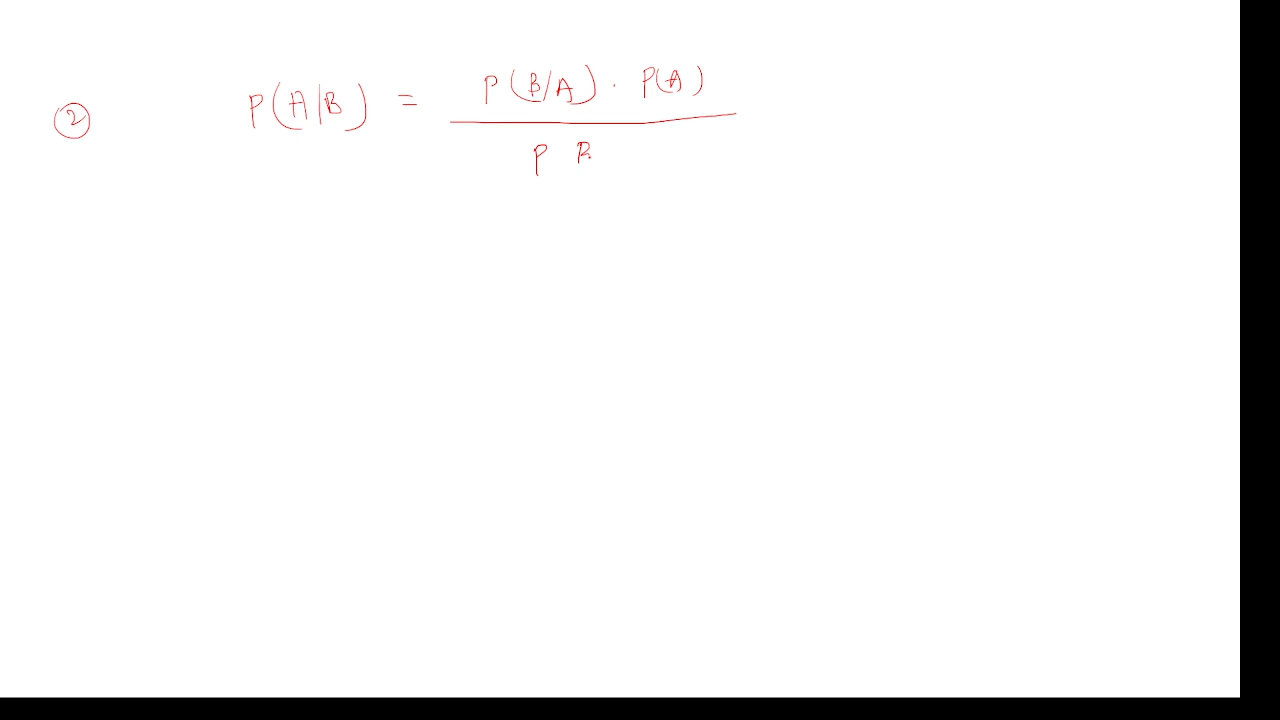 ② P(A/B) = P(B/A) · P(A)
P B